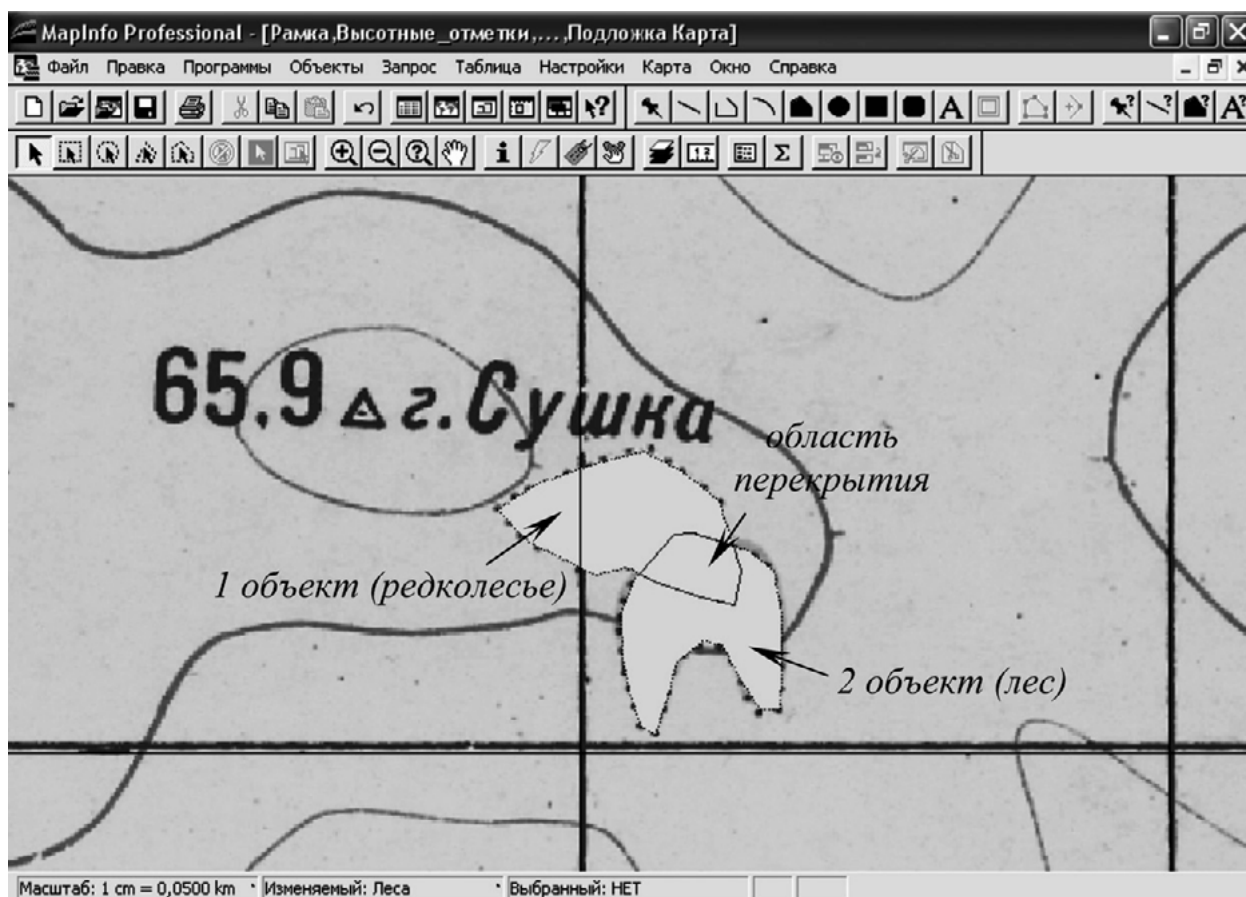 MapInfo Professional - [Рамка,Высотные_отметки,...,Подложка Карта]
Файл Правка Программы Объекты Запрос Таблица Настройки Карта Окно Справка
65,9 г. Сушка
область
перекрытия
1 объект (редколесье)
2 объект (лес)
Масштаб: 1 cm = 0,0500 km Изменяемый: Леса Выбранный: НЕТ